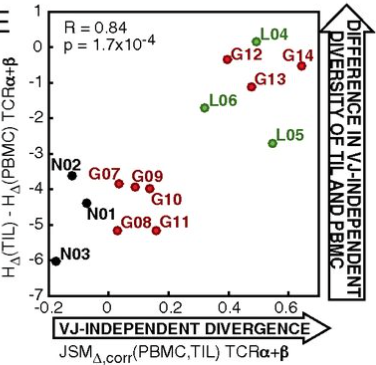 R = 0.84
p = 1.7x10-4
1
0
-1
-2
-3
-4
-5
-6
-7
-0.2
0
0.2
0.4
0.6
L04
G12
G14
G13
L06
L05
N02
G07
G09
G10
N01
G08
G11
N03
HΔ(TIL) - HΔ(PBMC) TCRα+β
DIFFERENCE IN VJ-INDEPENDENT
DIVERSITY OF TIL AND PBMC
VJ-INDEPENDENT DIVERGENCE
JSMΔ,corr(PBMC,TIL) TCRα+β